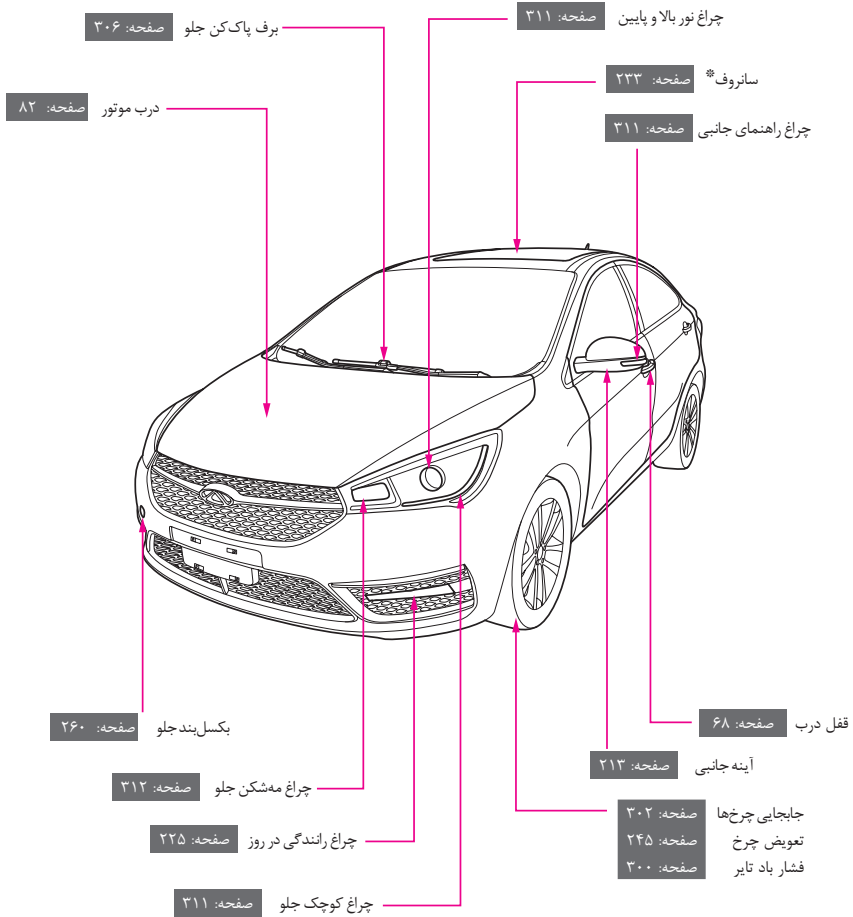 چراغ نور بالا و پایین صفحه: ۳۱۱
برف پاک‌کن جلو صفحه: ۳۰۶
سانروف* صفحه: ۲۳۳
درب موتور صفحه: ۸۲
چراغ راهنمای جانبی صفحه: ۳۱۱
قفل درب صفحه: ۶۸
بکسل‌بند جلو صفحه: ۲۶۰
آینه جانبی صفحه: ۲۱۳
چراغ مه‌شکن جلو صفحه: ۳۱۲
جابجایی چرخ‌ها صفحه: ۳۰۲
تعویض چرخ صفحه: ۲۴۵
فشار باد تایر صفحه: ۳۰۰
چراغ رانندگی در روز صفحه: ۲۲۵
چراغ کوچک جلو صفحه: ۳۱۱